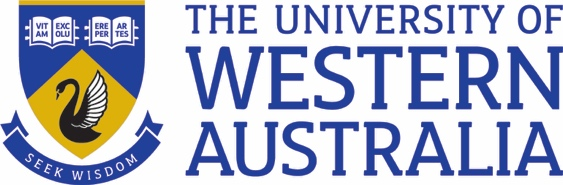 VIT EXC ERE AR
AM OLU PER TES
SEEK WISDOM
THE UNIVERSITY OF
WESTERN
AUSTRALIA